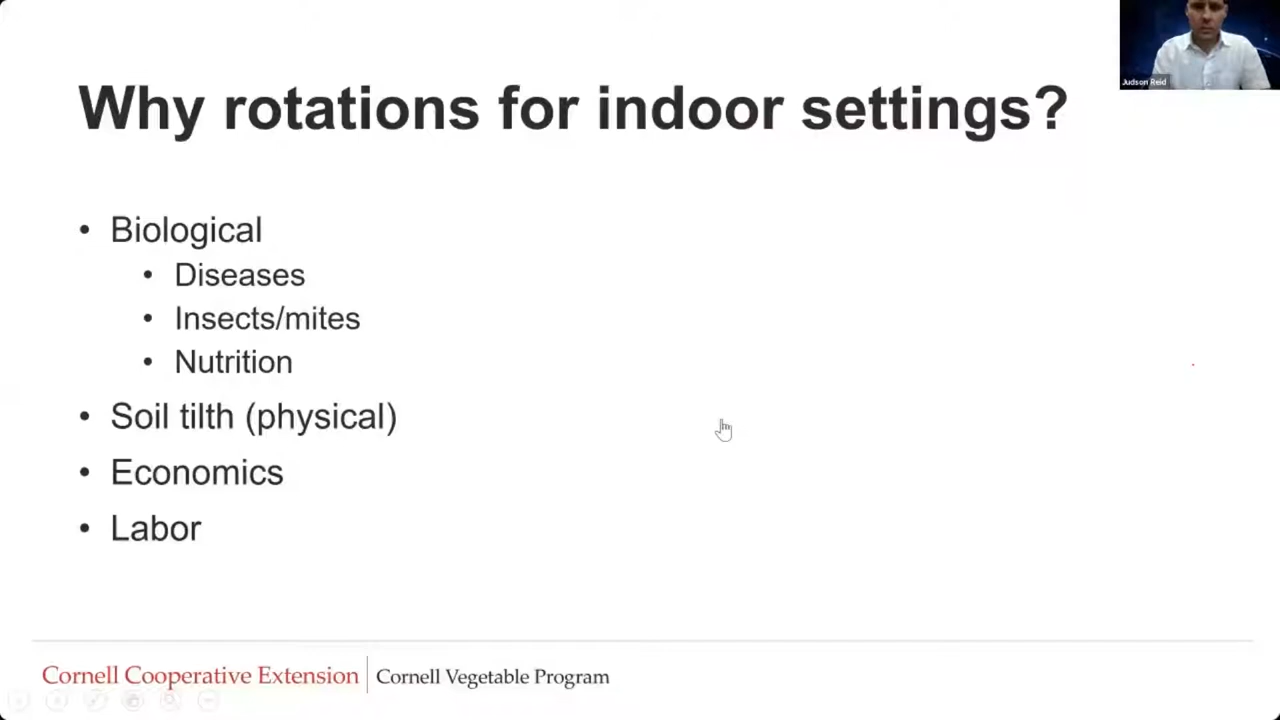 Judson Reid
Why rotations for indoor settings?
• Biological
• Diseases
• Insects/mites
• Nutrition
• Soil tilth (physical)
• Economics
• Labor
Cornell Cooperative Extension | Cornell Vegetable Program